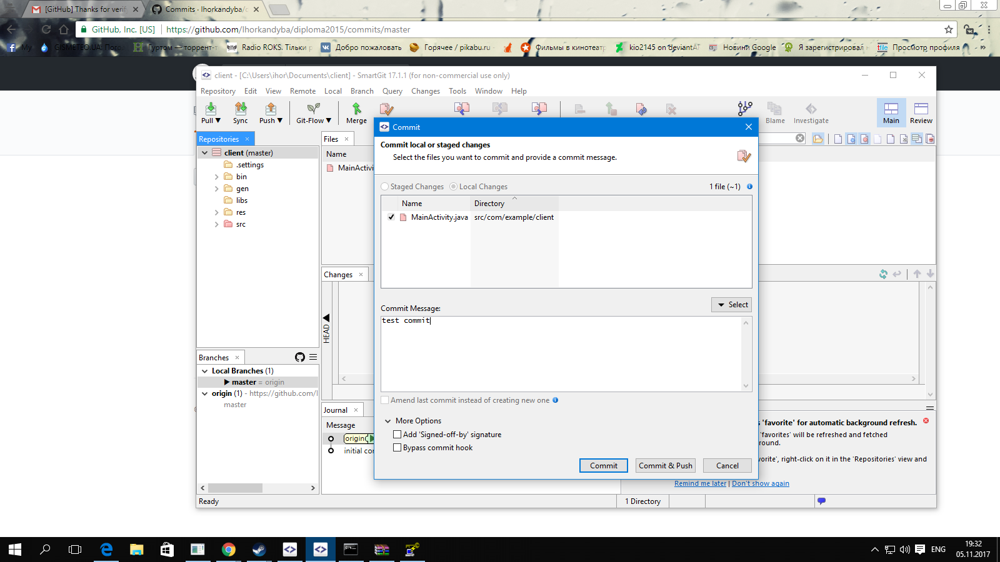 [GitHub] Thanks for verif
Commits · Ihorkandyba/d
GitHub, Inc. [US]
https://github.com/Ihorkandyba/diploma2015/commits/master
My
GISMETEO.UA: Пого
Гуртом — торрент-т
Radio ROKS. Тільки р
Добро пожаловать
Горячее / pikabu.ru
Фильмы в кинотеатр
kio2145 on deviantAT
Новини Google
Я зарегистрировал
tfile
Просмотр профиля
client - [C:\Users\ihor\Documents\client] - SmartGit 17.1.1 (for non-commercial use only)
Repository Edit View Remote Local Branch Query Changes Tools Window Help
Pull Sync Push Git-Flow Merge Blame Investigate Main Review
Repositories
client (master)
.settings
bin
gen
libs
res
src
Files
Name
MainActivi
Changes
HEAD
Commit
Commit local or staged changes
Select the files you want to commit and provide a commit message.
Staged Changes Local Changes 1 file (~1)
Name Directory
MainActivity.java src/com/example/client
Commit Message: Select
test commit
Amend last commit instead of creating new one
More Options
Add 'Signed-off-by' signature
Bypass commit hook
Commit Commit & Push Cancel
Branches
Local Branches (1)
master = origin
origin (1) - https://github.com/I
master
Journal
Message
origin
initial con
s 'favorite' for automatic background refresh.
'favorites' will be refreshed and fetched
round.
vorite', right-click on it in the 'Repositories' view and
Remind me later | Don't show again
Ready 1 Directory
ENG
19:32
05.11.2017